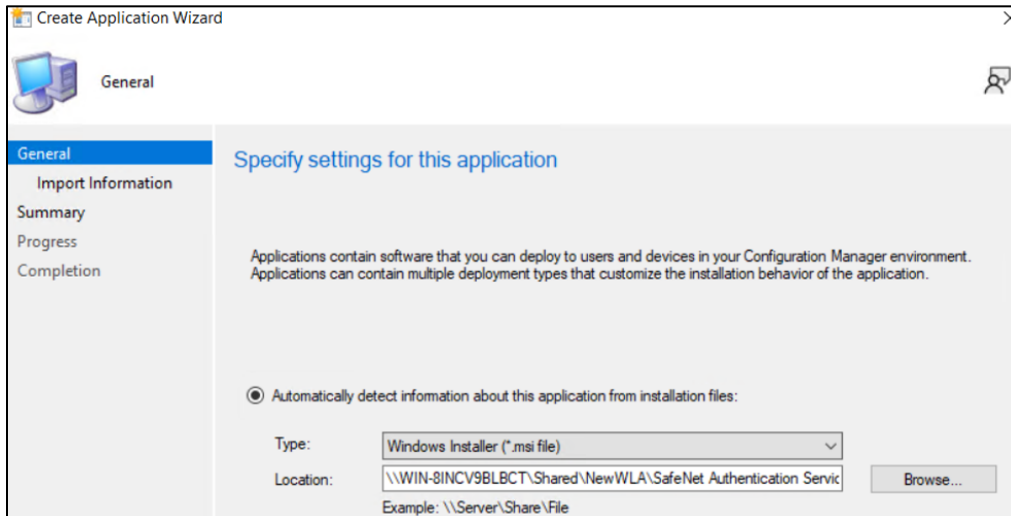 Create Application Wizard
General
General
Import Information
Summary
Progress
Completion
Specify settings for this application
Applications contain software that you can deploy to users and devices in your Configuration Manager environment.
Applications can contain multiple deployment types that customize the installation behavior of the application.
Automatically detect information about this application from installation files:
Type: Windows Installer (*.msi file)
Location: \\WIN-8INCV9BLBCT\Shared\NewWLA\SafeNet Authentication Servic Browse...
Example: \\Server\Share\File